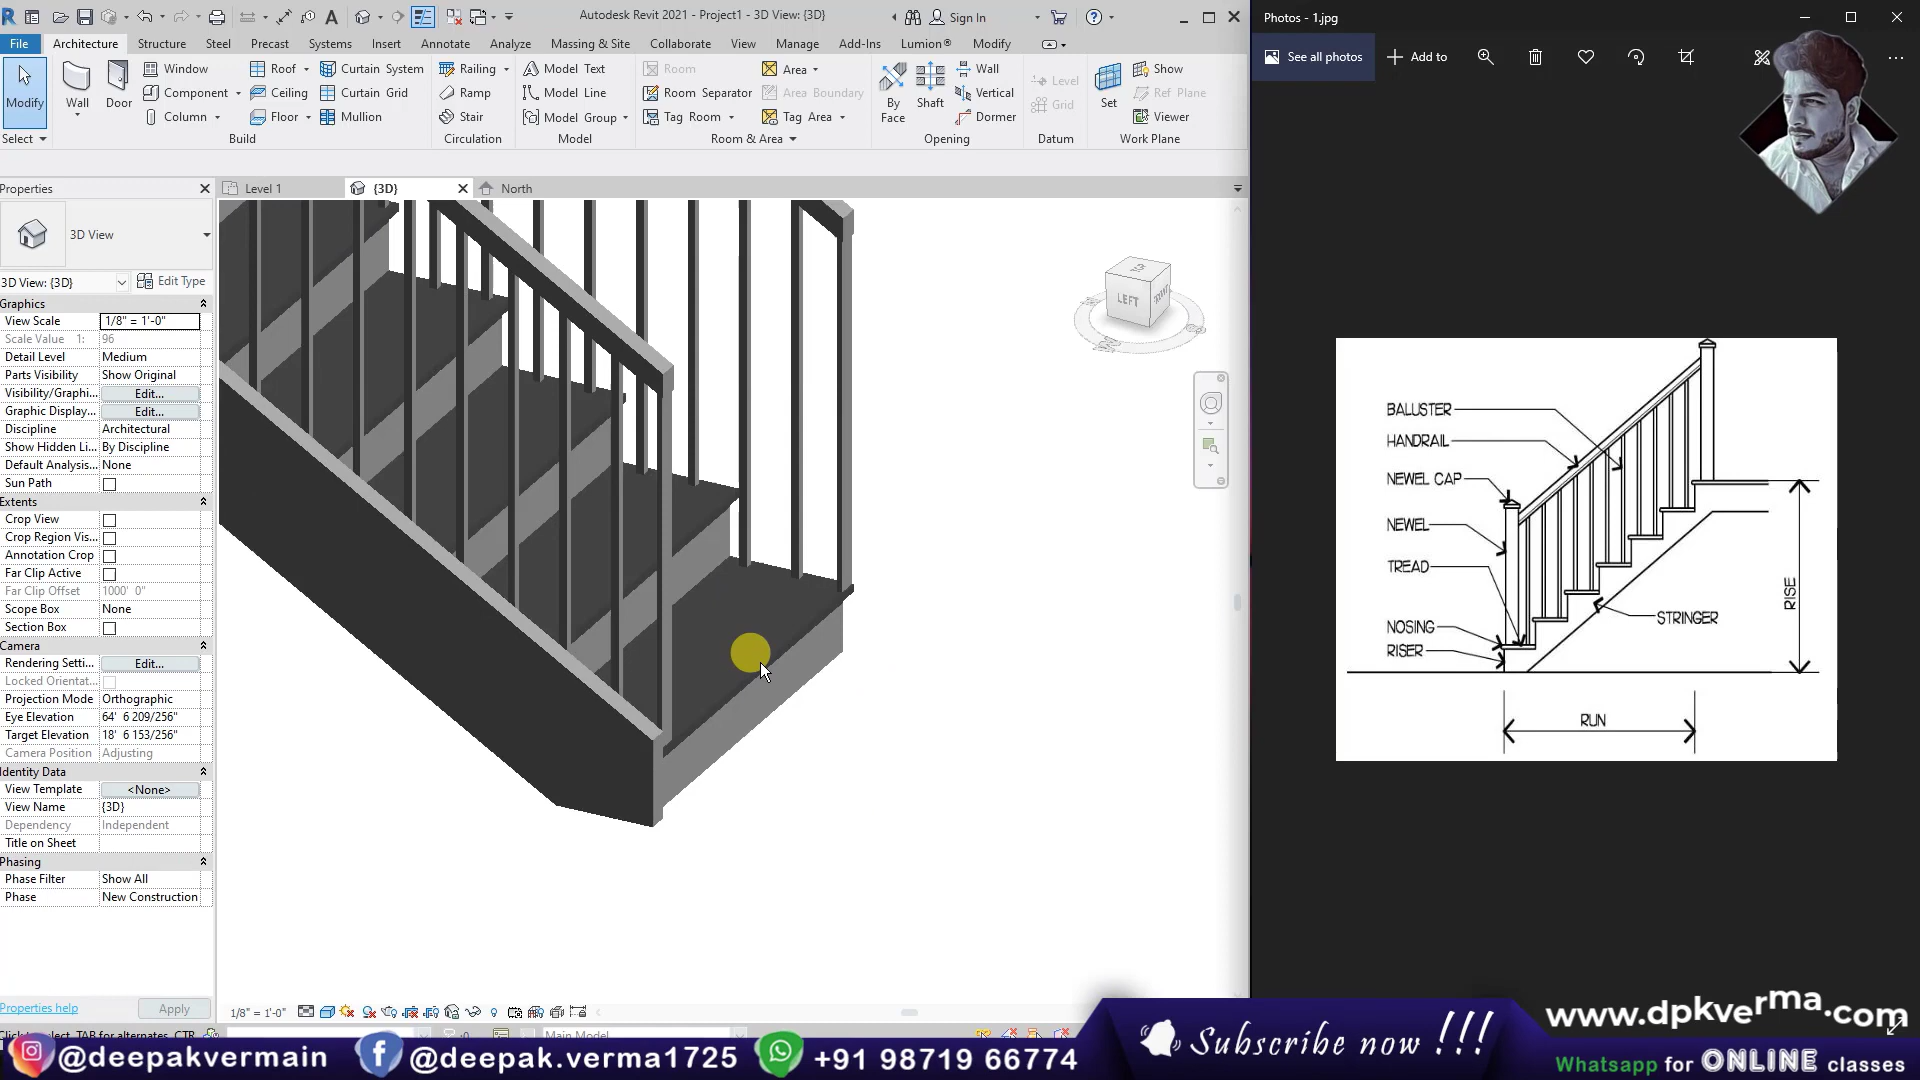 Autodesk Revit 2021 - Project1 - 3D View: {3D}
Sign In
File
Architecture
Structure
Steel
Precast
Systems
Insert
Annotate
Analyze
Massing & Site
Collaborate
View
Manage
Add-Ins
Lumion®
Modify
Modify
Wall
Door
Window
Component
Column
Roof
Ceiling
Floor
Curtain System
Curtain Grid
Mullion
Railing
Ramp
Stair
Model Text
Model Line
Model Group
Room
Room Separator
Tag Room
Area
Area Boundary
Tag Area
By Face
Shaft
Wall
Vertical
Dormer
Level
Grid
Set
Show
Ref Plane
Viewer
Select
Build
Circulation
Model
Room & Area
Opening
Datum
Work Plane
Properties
Level 1
{3D}
North
3D View
3D View: {3D}
Edit Type
Graphics
View Scale 1/8" = 1'-0"
Scale Value 1: 96
Detail Level Medium
Parts Visibility Show Original
Visibility/Graphi... Edit...
Graphic Display... Edit...
Discipline Architectural
Show Hidden Li... By Discipline
Default Analysis... None
Sun Path
Extents
Crop View
Crop Region Vis...
Annotation Crop
Far Clip Active
Far Clip Offset 1000' 0"
Scope Box None
Section Box
Camera
Rendering Setti... Edit...
Locked Orientat...
Projection Mode Orthographic
Eye Elevation 64' 6 209/256"
Target Elevation 18' 6 153/256"
Camera Position Adjusting
Identity Data
View Template <None>
View Name {3D}
Dependency Independent
Title on Sheet
Phasing
Phase Filter Show All
Phase New Construction
Properties help
Apply
1/8" = 1'-0"
Main Model
LEFT
Photos - 1.jpg
See all photos
Add to
BALUSTER
HANDRAIL
NEWEL CAP
NEWEL
TREAD
NOSING
RISER
STRINGER
RISE
RUN
@deepakvermain
@deepak.verma1725
+91 98719 66774
Subscribe now !!!
www.dpkverma.com
Whatsapp for ONLINE classes